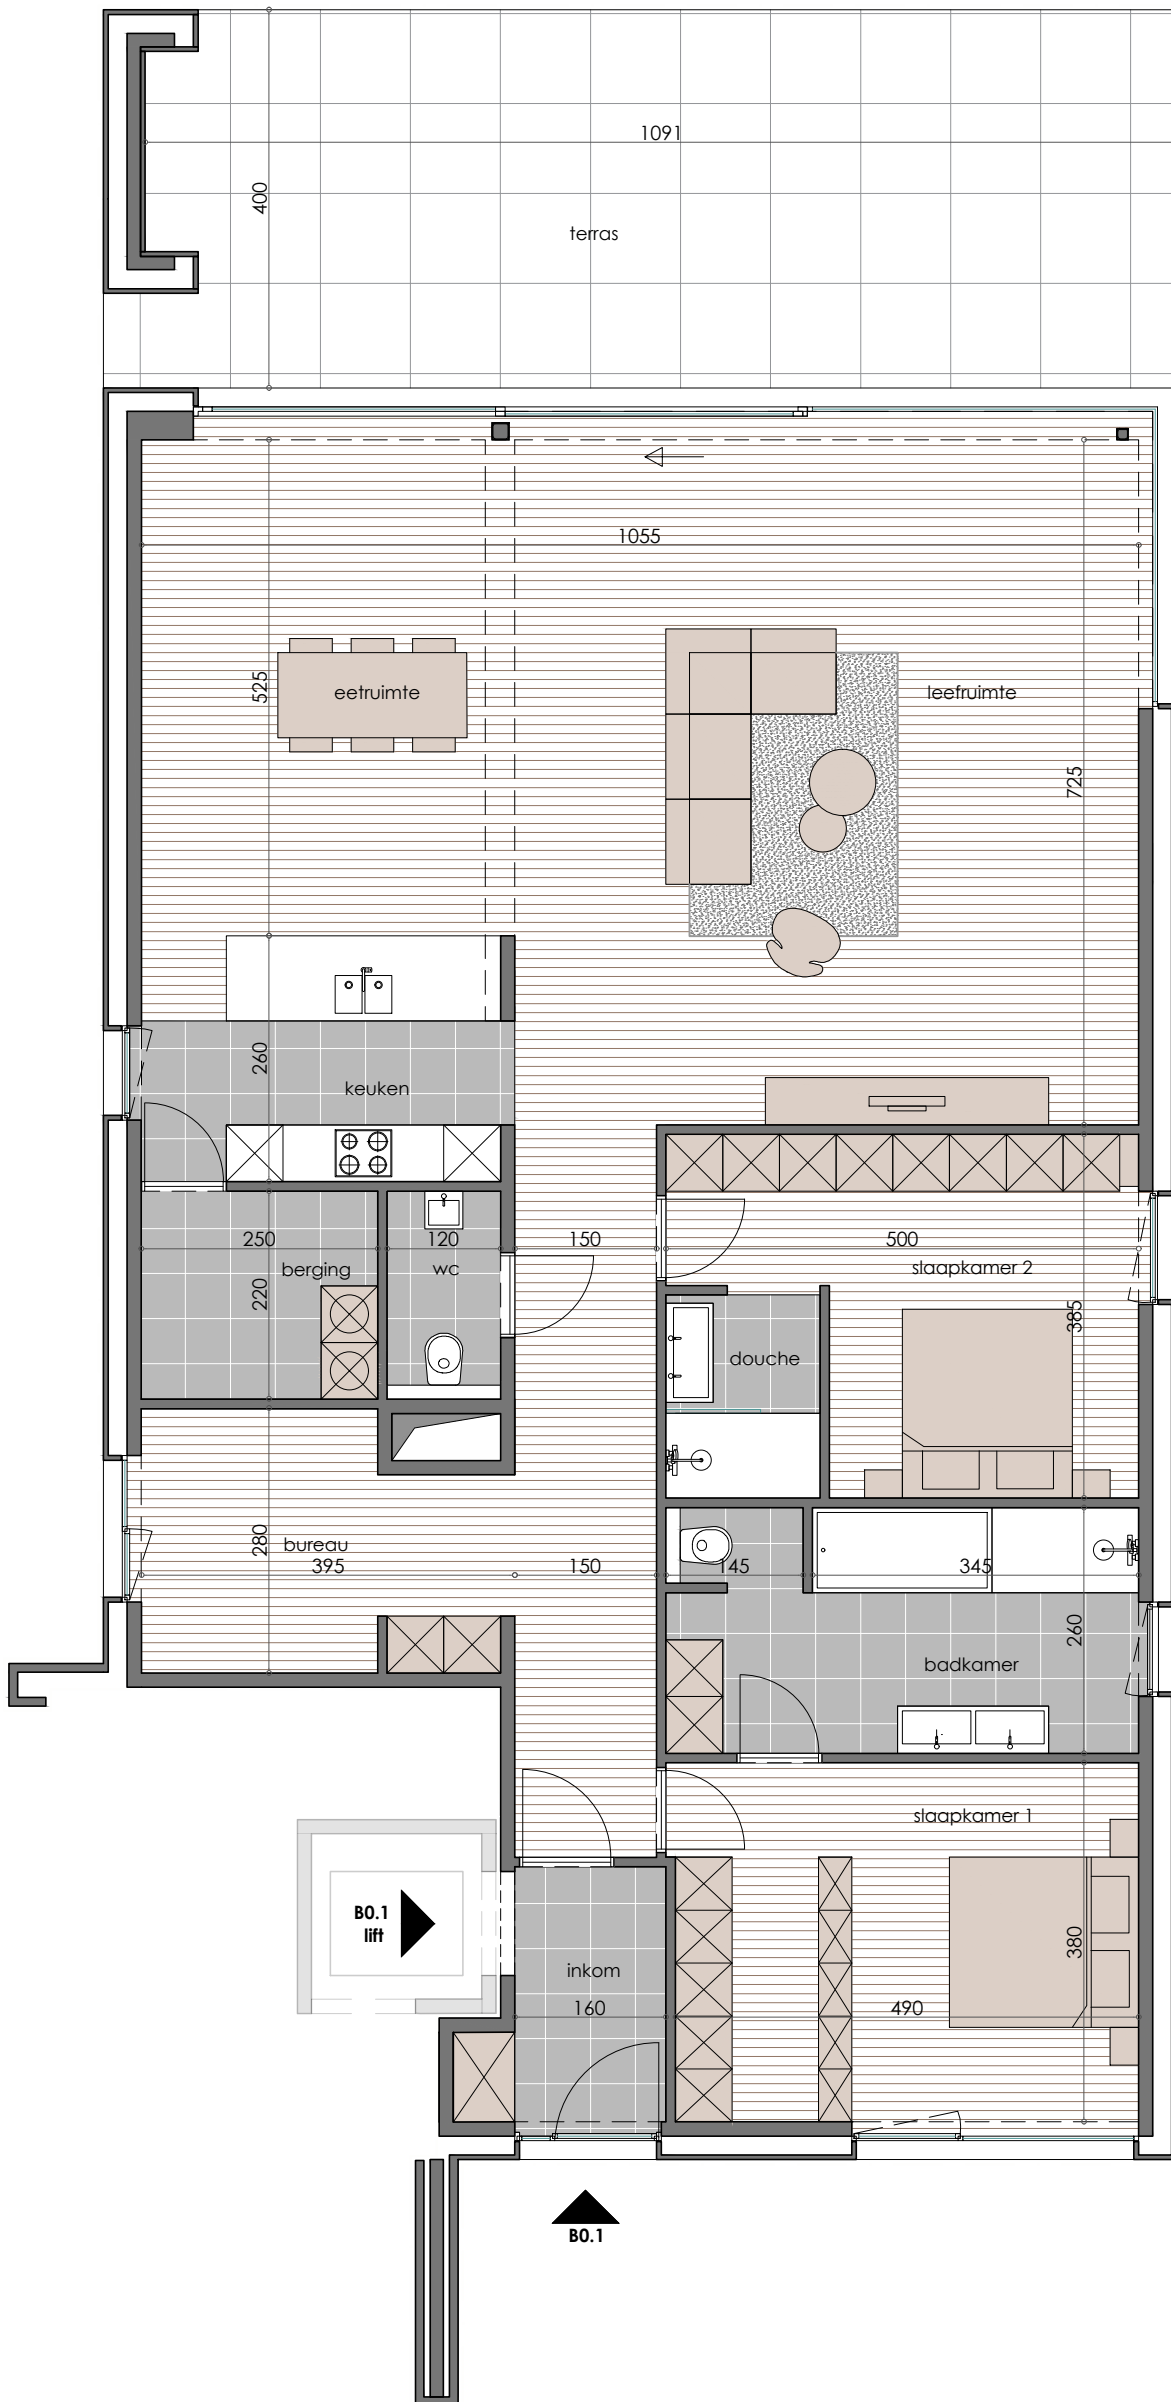 1091
400
terras
1055
525
eetruimte
leefruimte
725
260
keuken
250
120
150
500
berging
wc
slaapkamer 2
220
385
douche
280
bureau
395
150
145
345
260
badkamer
slaapkamer 1
B0.1
lift
380
inkom
160
490
B0.1